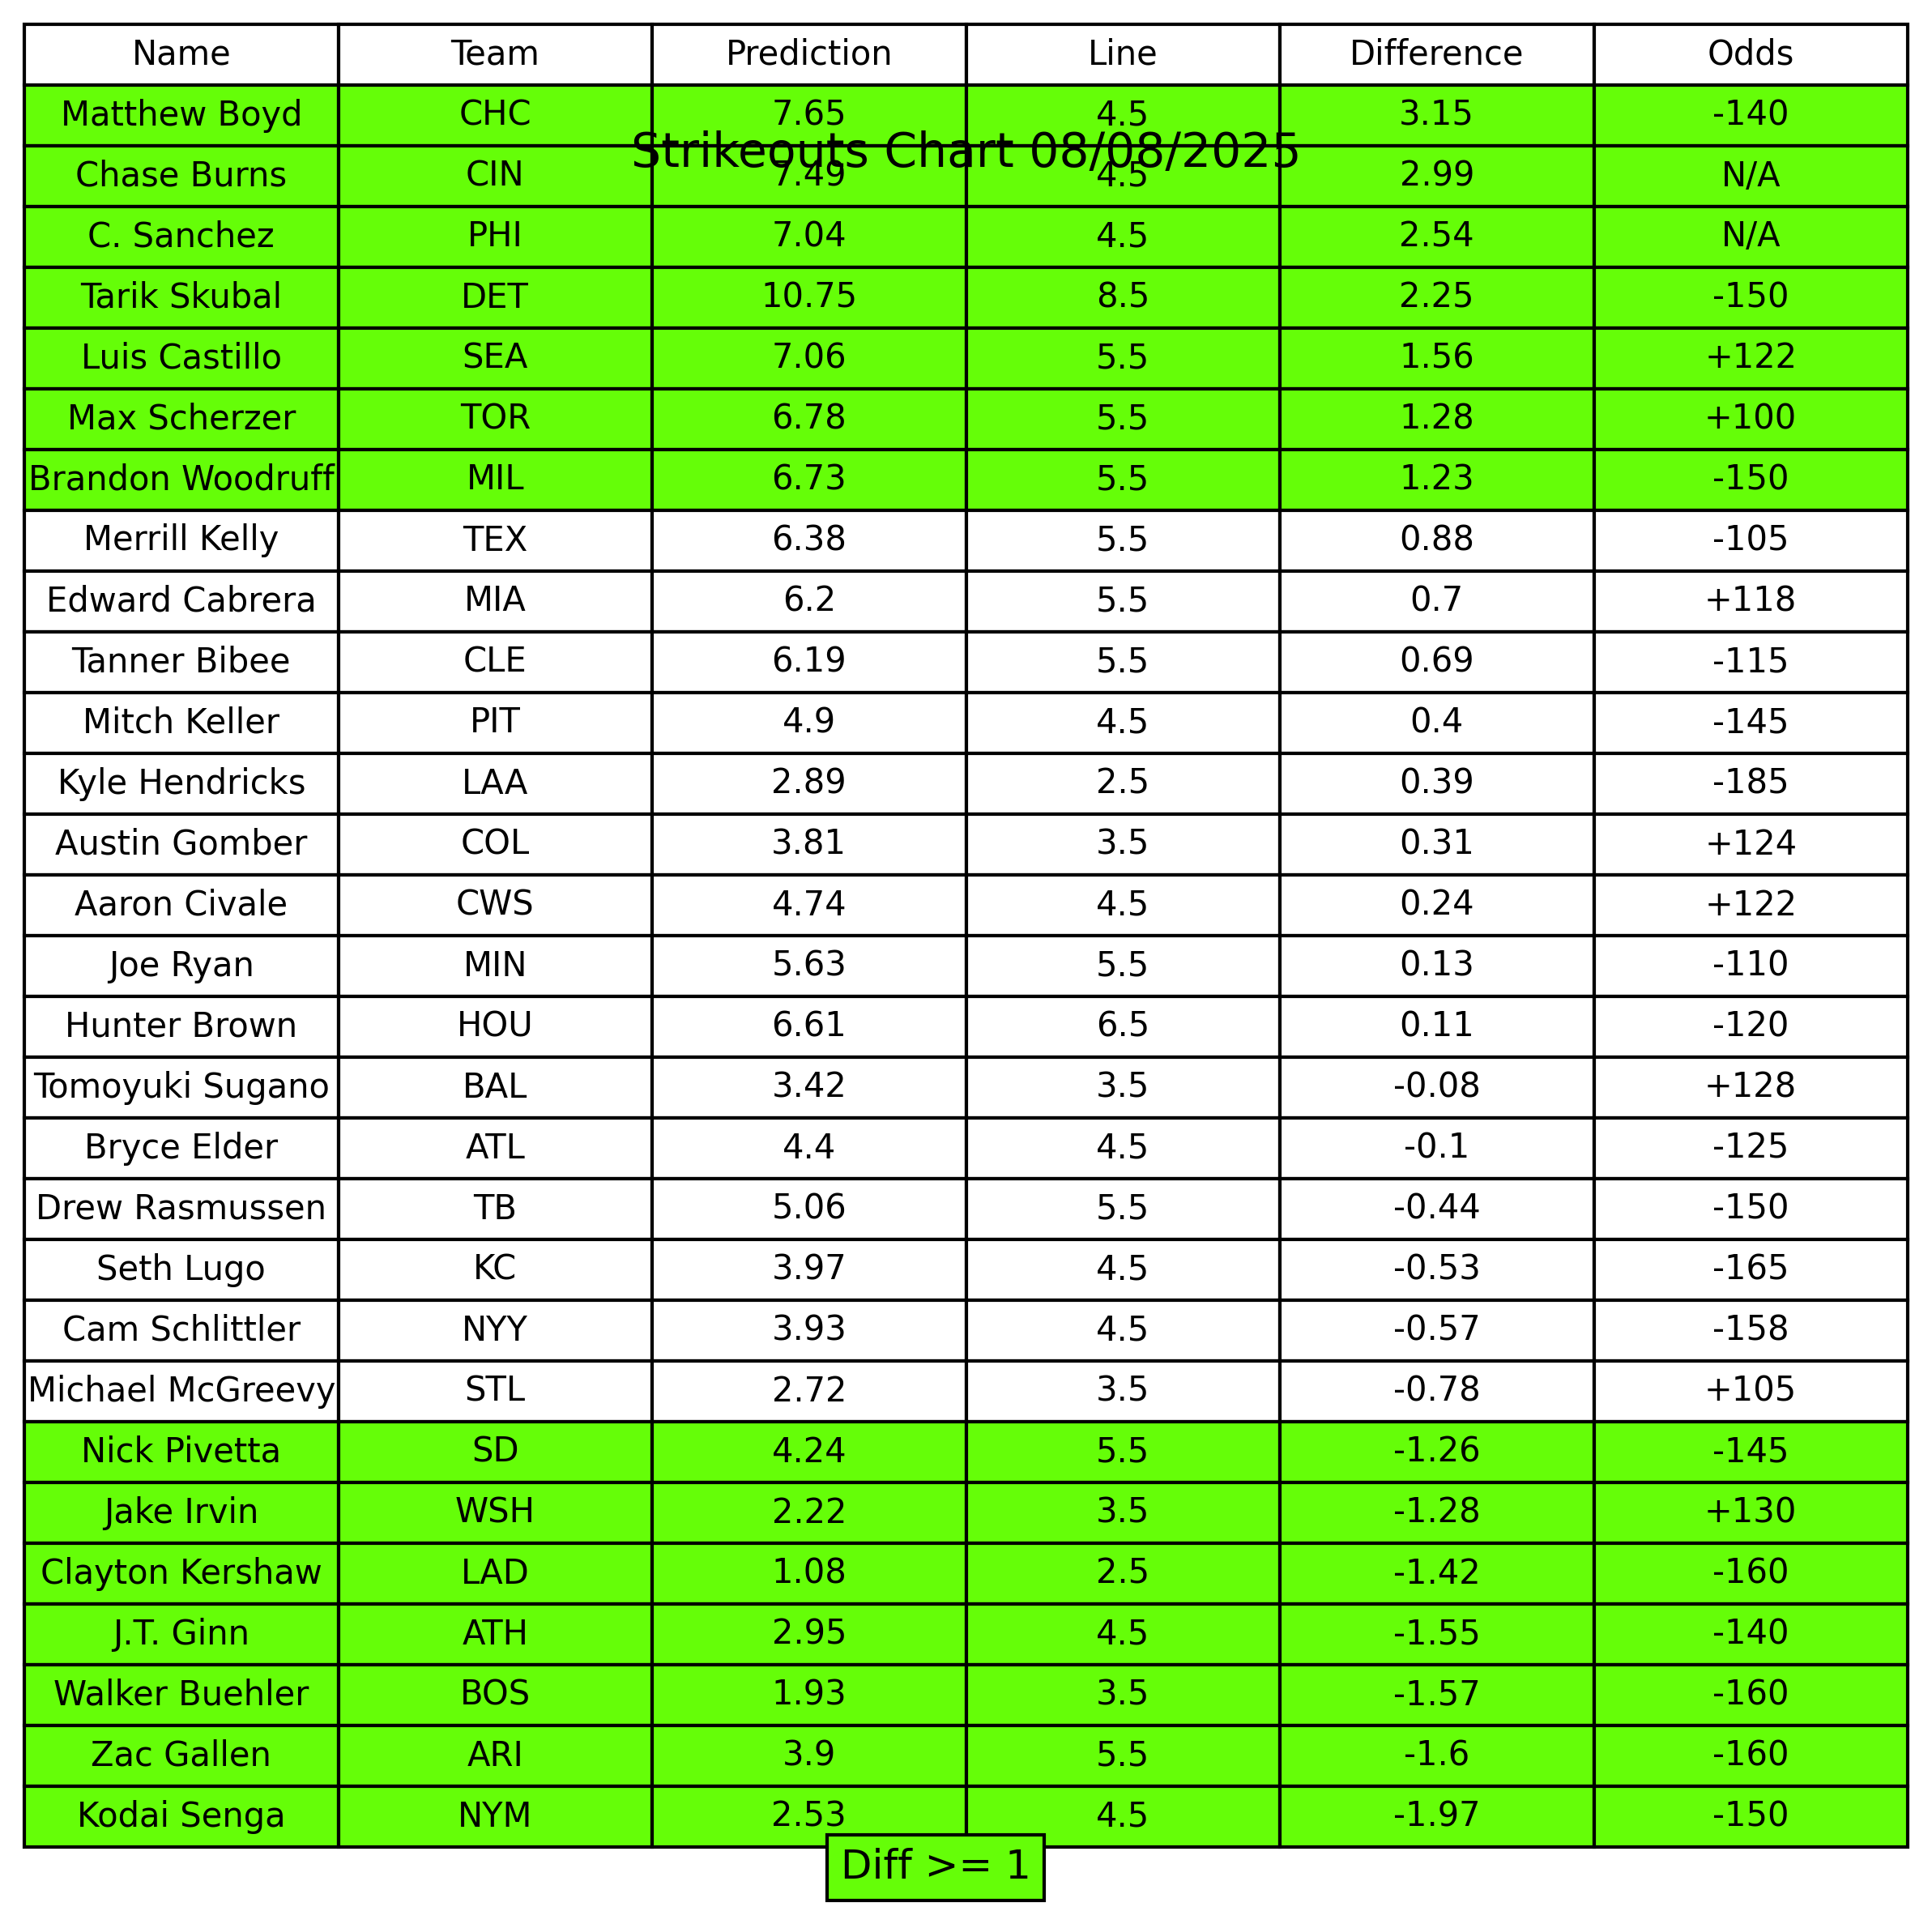 Name Team Prediction Line Difference Odds
Matthew Boyd CHC 7.65 4.5 3.15 -140
Strikeouts Chart 08/08/2025
Chase Burns CIN 7.49 4.5 2.99 N/A
C. Sanchez PHI 7.04 4.5 2.54 N/A
Tarik Skubal DET 10.75 8.5 2.25 -150
Luis Castillo SEA 7.06 5.5 1.56 +122
Max Scherzer TOR 6.78 5.5 1.28 +100
Brandon Woodruff MIL 6.73 5.5 1.23 -150
Merrill Kelly TEX 6.38 5.5 0.88 -105
Edward Cabrera MIA 6.2 5.5 0.7 +118
Tanner Bibee CLE 6.19 5.5 0.69 -115
Mitch Keller PIT 4.9 4.5 0.4 -145
Kyle Hendricks LAA 2.89 2.5 0.39 -185
Austin Gomber COL 3.81 3.5 0.31 +124
Aaron Civale CWS 4.74 4.5 0.24 +122
Joe Ryan MIN 5.63 5.5 0.13 -110
Hunter Brown HOU 6.61 6.5 0.11 -120
Tomoyuki Sugano BAL 3.42 3.5 -0.08 +128
Bryce Elder ATL 4.4 4.5 -0.1 -125
Drew Rasmussen TB 5.06 5.5 -0.44 -150
Seth Lugo KC 3.97 4.5 -0.53 -165
Cam Schlittler NYY 3.93 4.5 -0.57 -158
Michael McGreevy STL 2.72 3.5 -0.78 +105
Nick Pivetta SD 4.24 5.5 -1.26 -145
Jake Irvin WSH 2.22 3.5 -1.28 +130
Clayton Kershaw LAD 1.08 2.5 -1.42 -160
J.T. Ginn ATH 2.95 4.5 -1.55 -140
Walker Buehler BOS 1.93 3.5 -1.57 -160
Zac Gallen ARI 3.9 5.5 -1.6 -160
Kodai Senga NYM 2.53 4.5 -1.97 -150
Diff >= 1